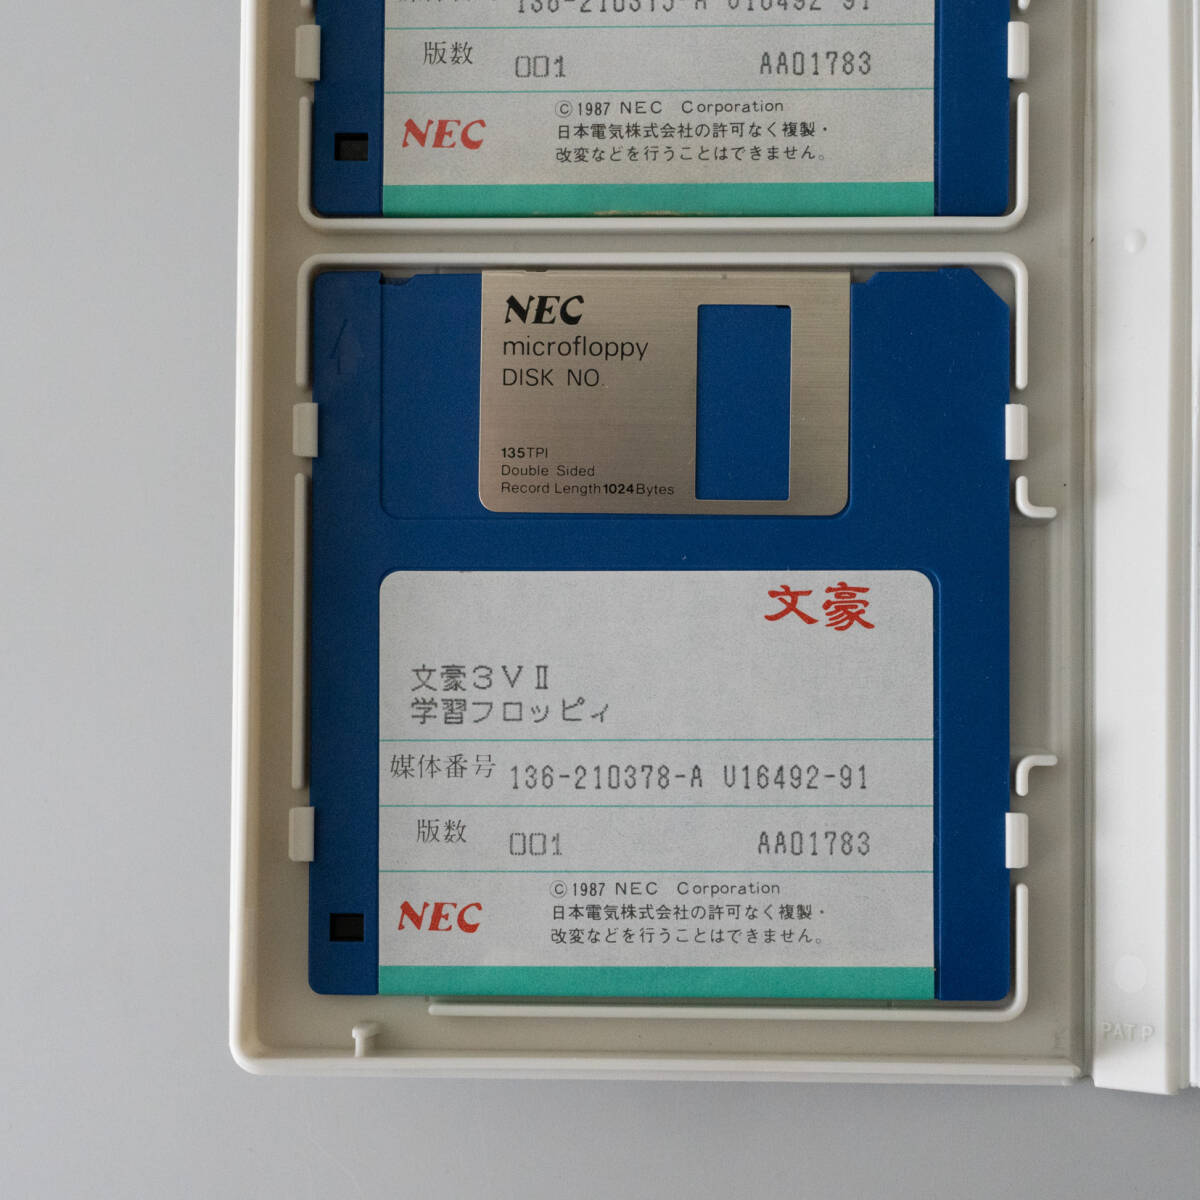 136-210375-A U16492-91
版数 001 AA01783
NEC
© 1987 NEC Corporation
日本電気株式会社の許可なく複製・
改変などを行うことはできません。
NEC
microfloppy
DISK NO.
135TPI
Double Sided
Record Length 1024 Bytes
文豪
文豪3VⅡ
学習フロッピィ
媒体番号 136-210378-A U16492-91
版数 001 AA01783
NEC
© 1987 NEC Corporation
日本電気株式会社の許可なく複製・
改変などを行うことはできません。
PAT P